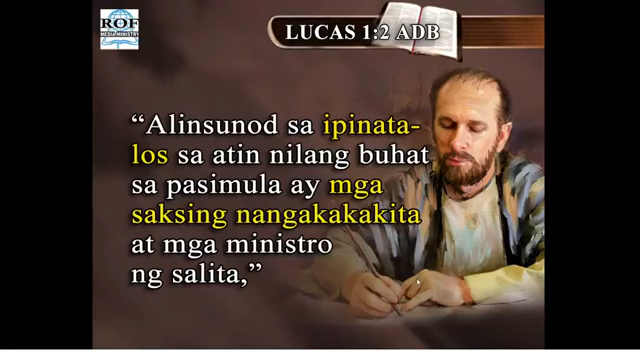 ROF
MEDIA MINISTRY
LUCAS 1:2 ADB
“Alinsunod sa ipinata-
los sa atin nilang buhat
sa pasimula ay mga
saksing nangakakakita
at mga ministro
ng salita,”